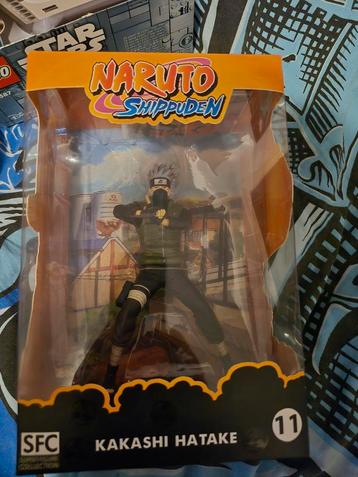 STAR
WARS
NARUTO
SHIPPUDEN
SFC
KAKASHI HATAKE
11